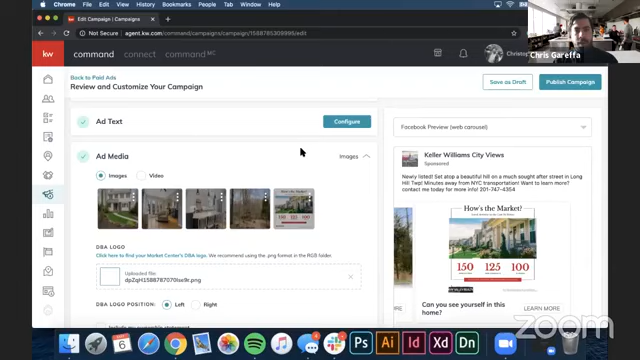 Chrome File Edit View History Bookmarks People Tab Window Help
Edit Campaign | Campaigns
Not Secure | agent.kw.com/command/campaigns/campaign/1588785309996/edit
Chris Gareffa
kw command connect command MC
Back to Paid Ads
Review and Customize Your Campaign
Save as Draft
Publish Campaign
Ad Text
Configure
Ad Media
Images
Images
Video
DBA LOGO
Click here to find your Market Center's DBA logo. We recommend using the .png format in the RGB folder.
Uploaded file
DBA LOGO POSITION:
Left
Right
Facebook Preview (web carousel)
Keller Williams City Views
Sponsored
Newly listed! Set atop a beautiful hill on a much sought after street in Long
Hill Twp! Minutes away from NYC transportation! Want to learn more?
contact me today for more info! 201-747-4354
How's the Market?
150 125 100
Can you see yourself in this
home?
LEARN MORE
zoom
6
Ps Ai Id Xd Dn